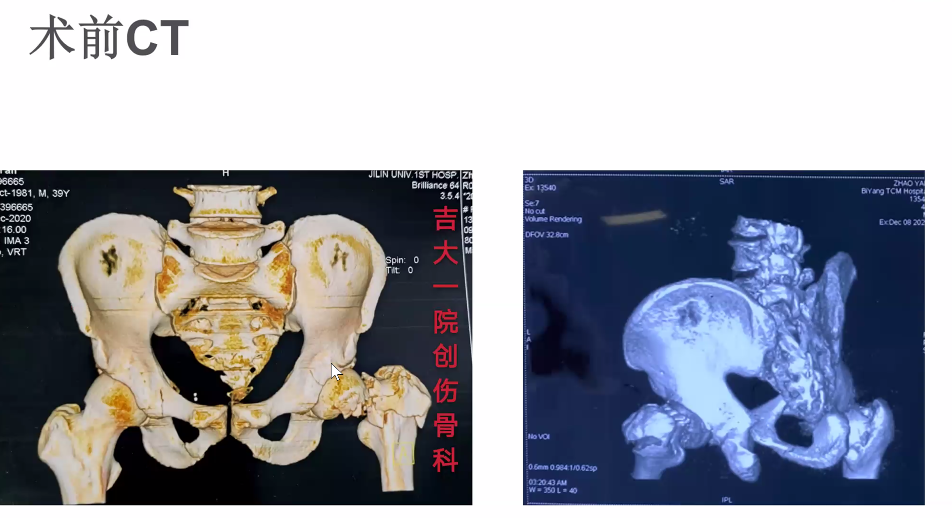 术前CT
96665
ct-1981, M, 39Y
396665
c-2020
16.00
IMA 3
, VRT
H
JILIN UNIV.1ST HOSP.
Brilliance 64
3.5.4
Spin: 0
Tilt: 0
吉大一院创伤骨科
3D
Ex: 13540
Se:7
No cut
Volume Rendering
DFOV 32.8cm
SAR
ZHAO YA
BiYang TCM Hospit
1354
Ex:Dec 08 202
L
A
No VOI
0.6mm 0.984:1/0.62sp
03:20:43 AM
W = 350 L = 40
IPL